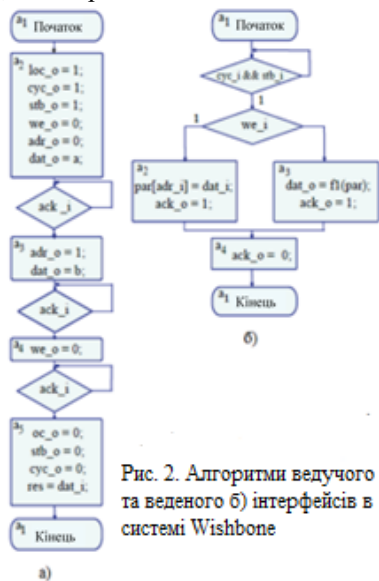 a1 Початок
a2
loc_o = 1;
cyc_o = 1;
stb_o = 1;
we_o = 0;
adr_o = 0;
dat_o = a;
ack_i
a3 adr_o = 1;
dat_o = b;
ack_i
a4 we_o = 0;
ack_i
a5
oc_o = 0;
stb_o = 0;
cyc_o = 0;
res = dat_i;
a1 Кінець
а)
a1 Початок
cyc_i && stb_i
1
we_i
1
a2
par[adr_i] = dat_i;
ack_o = 1;
a3
dat_o = f1(par);
ack_o = 1;
a4 ack_o = 0;
a1 Кінець
б)
Рис. 2. Алгоритми ведучого
та веденого б) інтерфейсів в
системі Wishbone